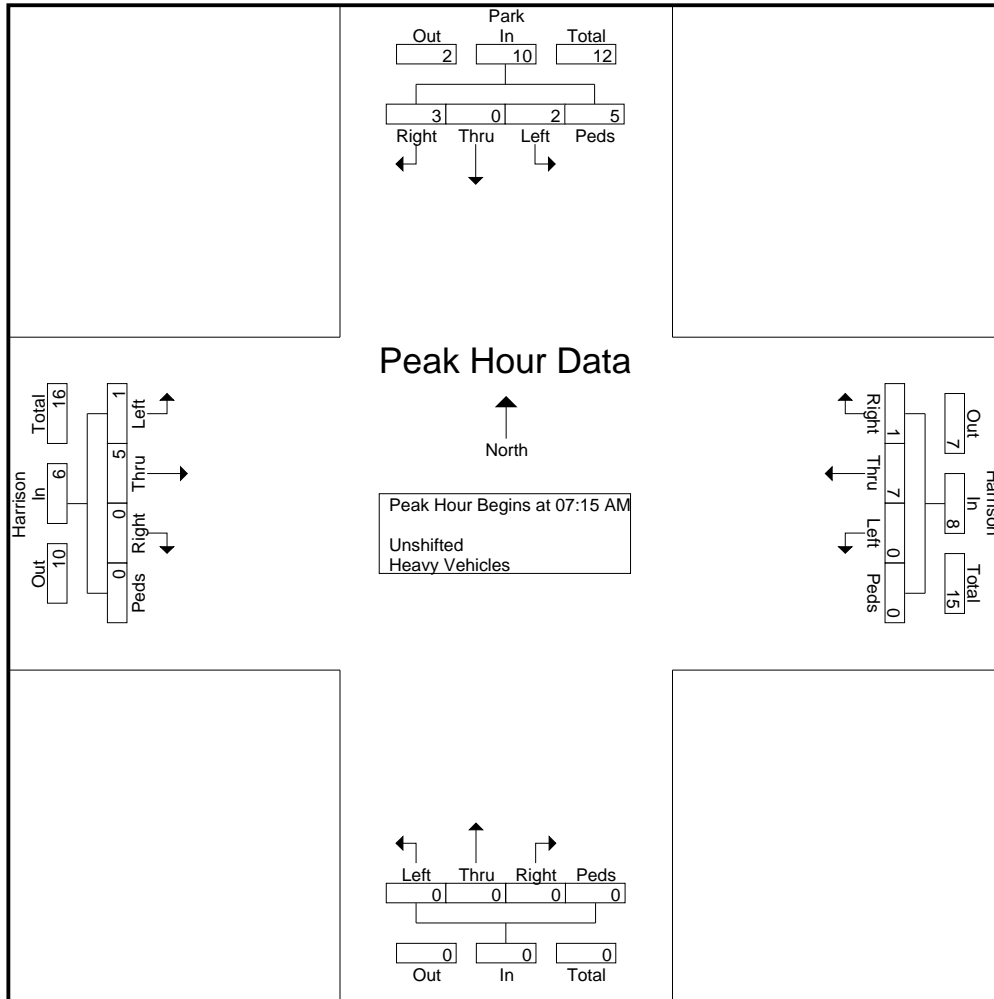 Park
Out In Total
2 10 12
3 0 2 5
Right Thru Left Peds
Peak Hour Data
North
Peak Hour Begins at 07:15 AM
Unshifted
Heavy Vehicles
Harrison
Out In Total
10 6 16
1 5 0 0
Left Thru Right Peds
Harrison
Out In Total
7 8 15
1 7 0 0
Right Thru Left Peds
Left Thru Right Peds
0 0 0 0
0 0 0
Out In Total